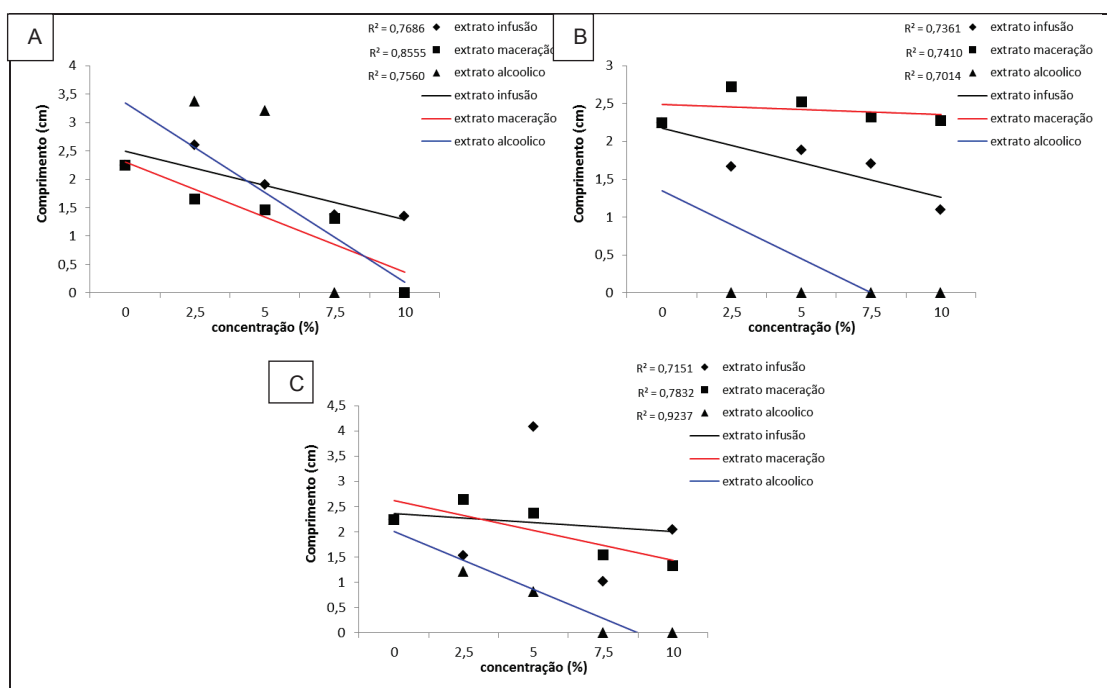 A
R² = 0,7686 extrato infusão
R² = 0,8555 extrato maceração
R² = 0,7560 extrato alcoolico
extrato infusão
extrato maceração
extrato alcoolico
Comprimento (cm)
4
3,5
3
2,5
2
1,5
1
0,5
0
0 2,5 5 7,5 10
concentração (%)
B
R² = 0,7361 extrato infusão
R² = 0,7410 extrato maceração
R² = 0,7014 extrato alcoolico
extrato infusão
extrato maceração
extrato alcoolico
Comprimento (cm)
3
2,5
2
1,5
1
0,5
0
0 2,5 5 7,5 10
concentração (%)
C
R² = 0,7151 extrato infusão
R² = 0,7832 extrato maceração
R² = 0,9237 extrato alcoolico
extrato infusão
extrato maceração
extrato alcoolico
Comprimento (cm)
4,5
4
3,5
3
2,5
2
1,5
1
0,5
0
0 2,5 5 7,5 10
concentração (%)